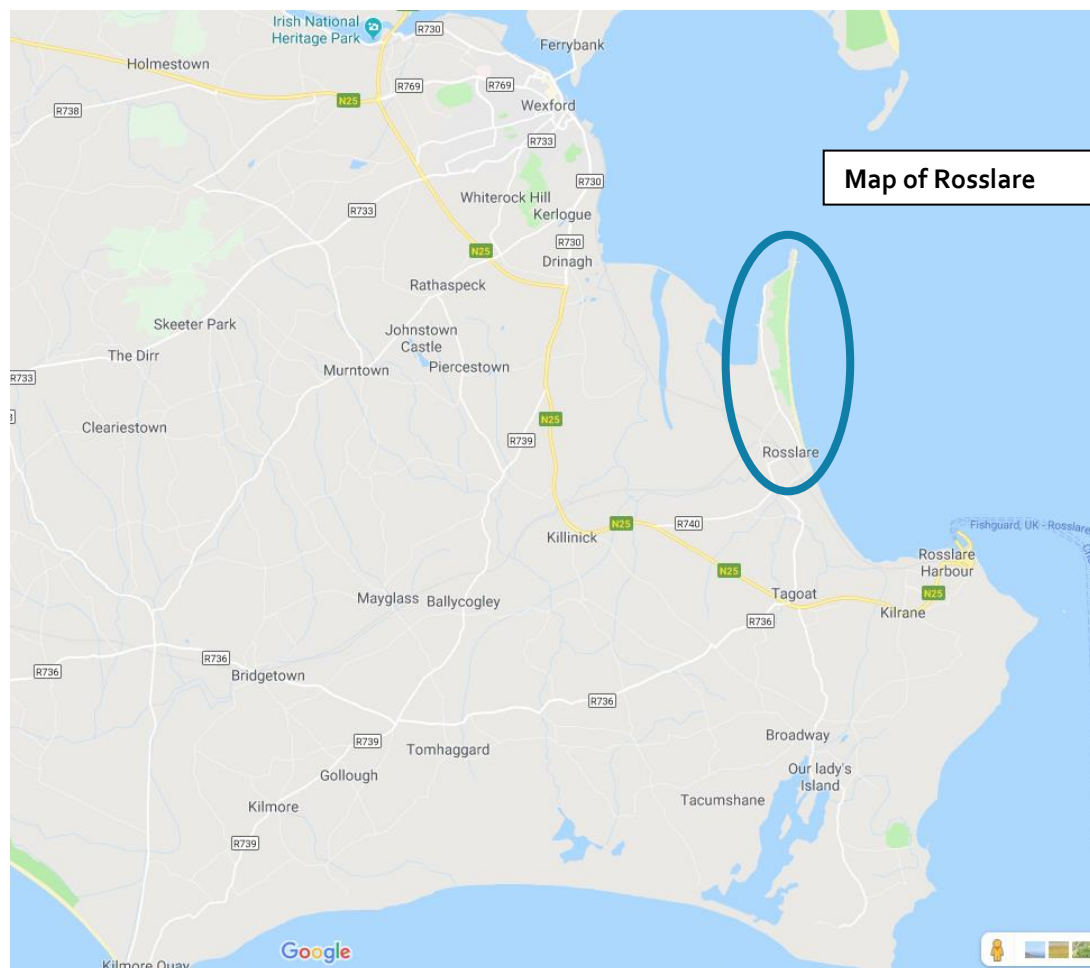 Irish National
Heritage Park
R730
Ferrybank
Holmestown
N25
R769
R769
Wexford
R738
R733
Map of Rosslare
R730
Whiterock Hill
R733
Kerlogue
R730
N25
Drinagh
Rathaspeck
Skeeter Park
Johnstown
Castle
The Dirr
Murntown
Piercestown
R733
N25
Cleariestown
R739
Rosslare
N25
R740
Fishguard, UK - Rosslare
Killinick
Rosslare
Harbour
N25
Tagoat
N25
Mayglass
Ballycogley
Kilrane
R736
R736
R736
Bridgetown
R736
Broadway
R739
Tomhaggard
Our lady's
Island
Gollough
Tacumshane
Kilmore
R739
Google
Kilmore Quay